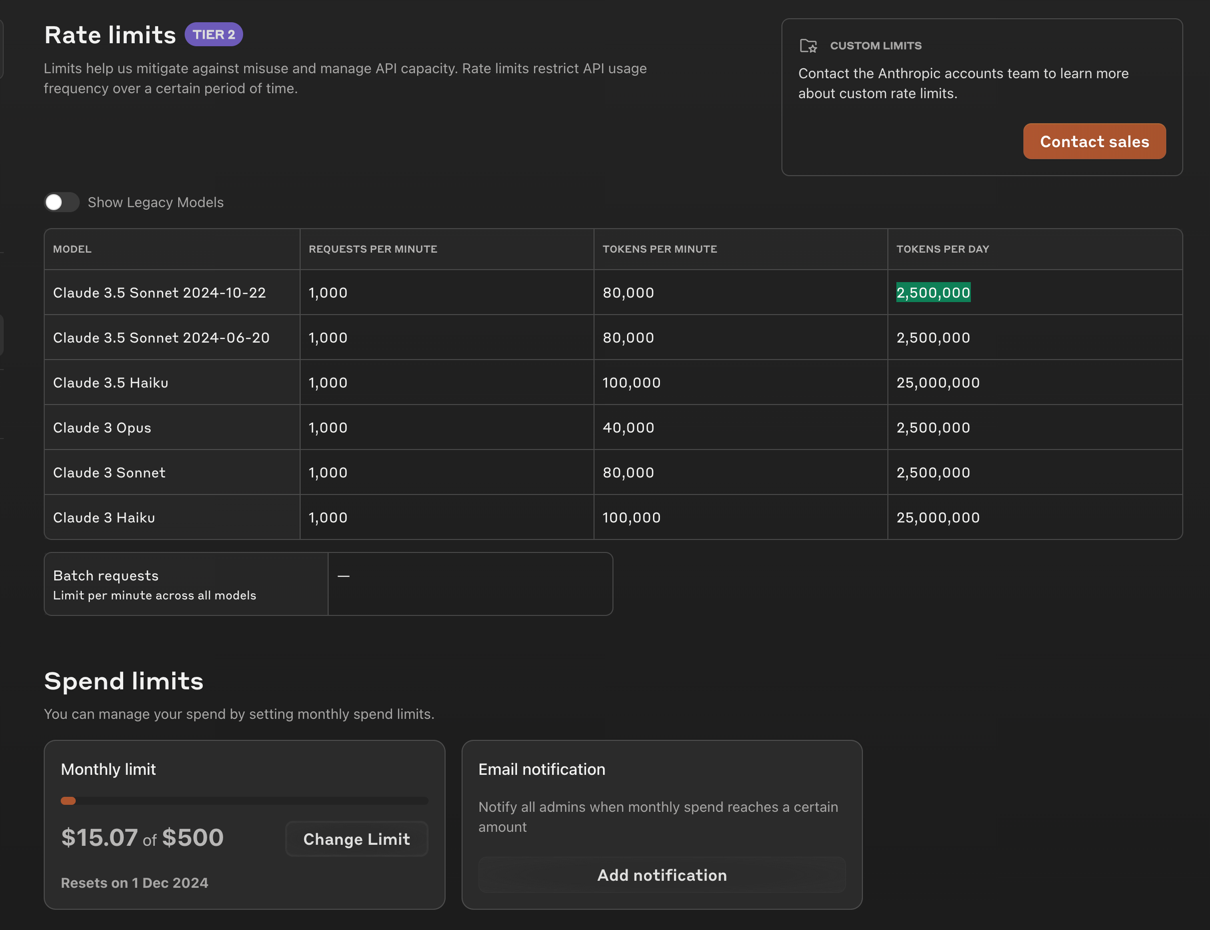 Rate limits TIER 2
Limits help us mitigate against misuse and manage API capacity. Rate limits restrict API usage
frequency over a certain period of time.
CUSTOM LIMITS
Contact the Anthropic accounts team to learn more
about custom rate limits.
Contact sales
Show Legacy Models
MODEL REQUESTS PER MINUTE TOKENS PER MINUTE TOKENS PER DAY
Claude 3.5 Sonnet 2024-10-22 1,000 80,000 2,500,000
Claude 3.5 Sonnet 2024-06-20 1,000 80,000 2,500,000
Claude 3.5 Haiku 1,000 100,000 25,000,000
Claude 3 Opus 1,000 40,000 2,500,000
Claude 3 Sonnet 1,000 80,000 2,500,000
Claude 3 Haiku 1,000 100,000 25,000,000
Batch requests —
Limit per minute across all models
Spend limits
You can manage your spend by setting monthly spend limits.
Monthly limit
$15.07 of $500
Change Limit
Resets on 1 Dec 2024
Email notification
Notify all admins when monthly spend reaches a certain
amount
Add notification